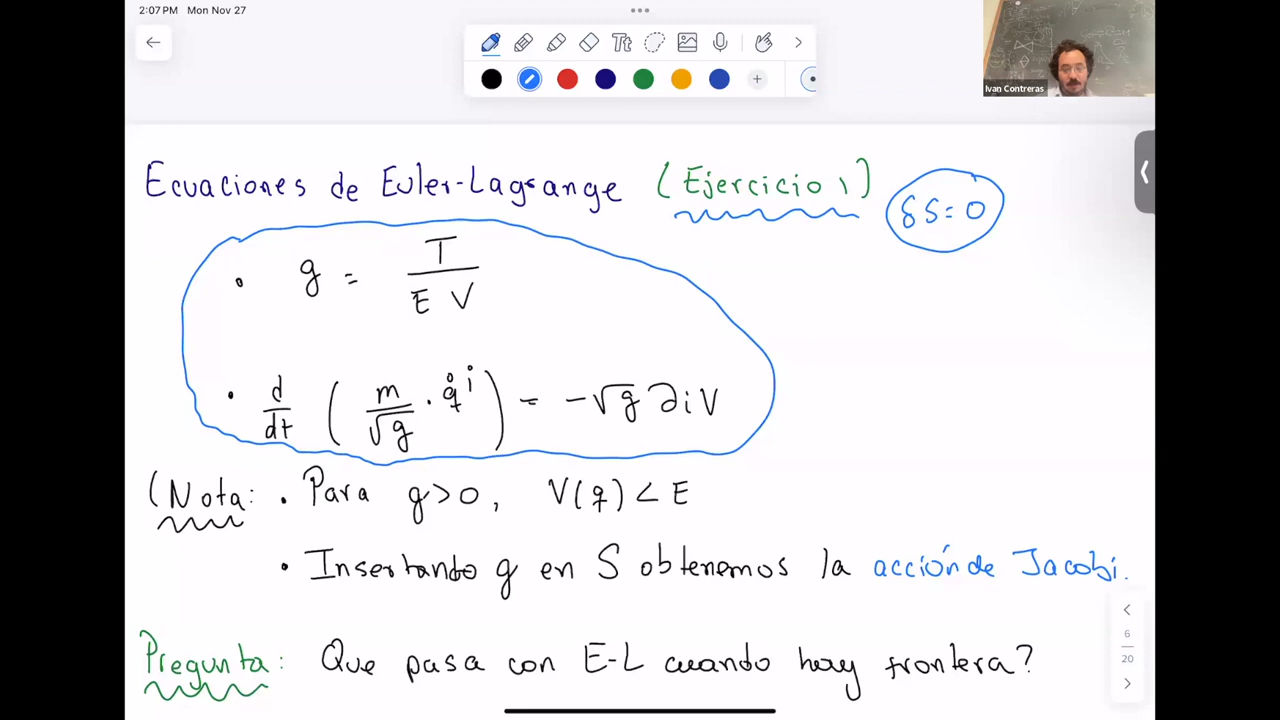 2:07 PM Mon Nov 27
Tt
Ivan Contreras
Ecuaciones de Euler-Lagrange (Ejercicio 1) δS = 0
• g = T / E V
• d/dt ( m/√g · q̇^i ) = -√g ∂i V
(Nota: • Para g > 0, V(q) < E
• Insertando g en S obtenemos la acción de Jacobi.
Pregunta: Que pasa con E-L cuando hay frontera?
6
20